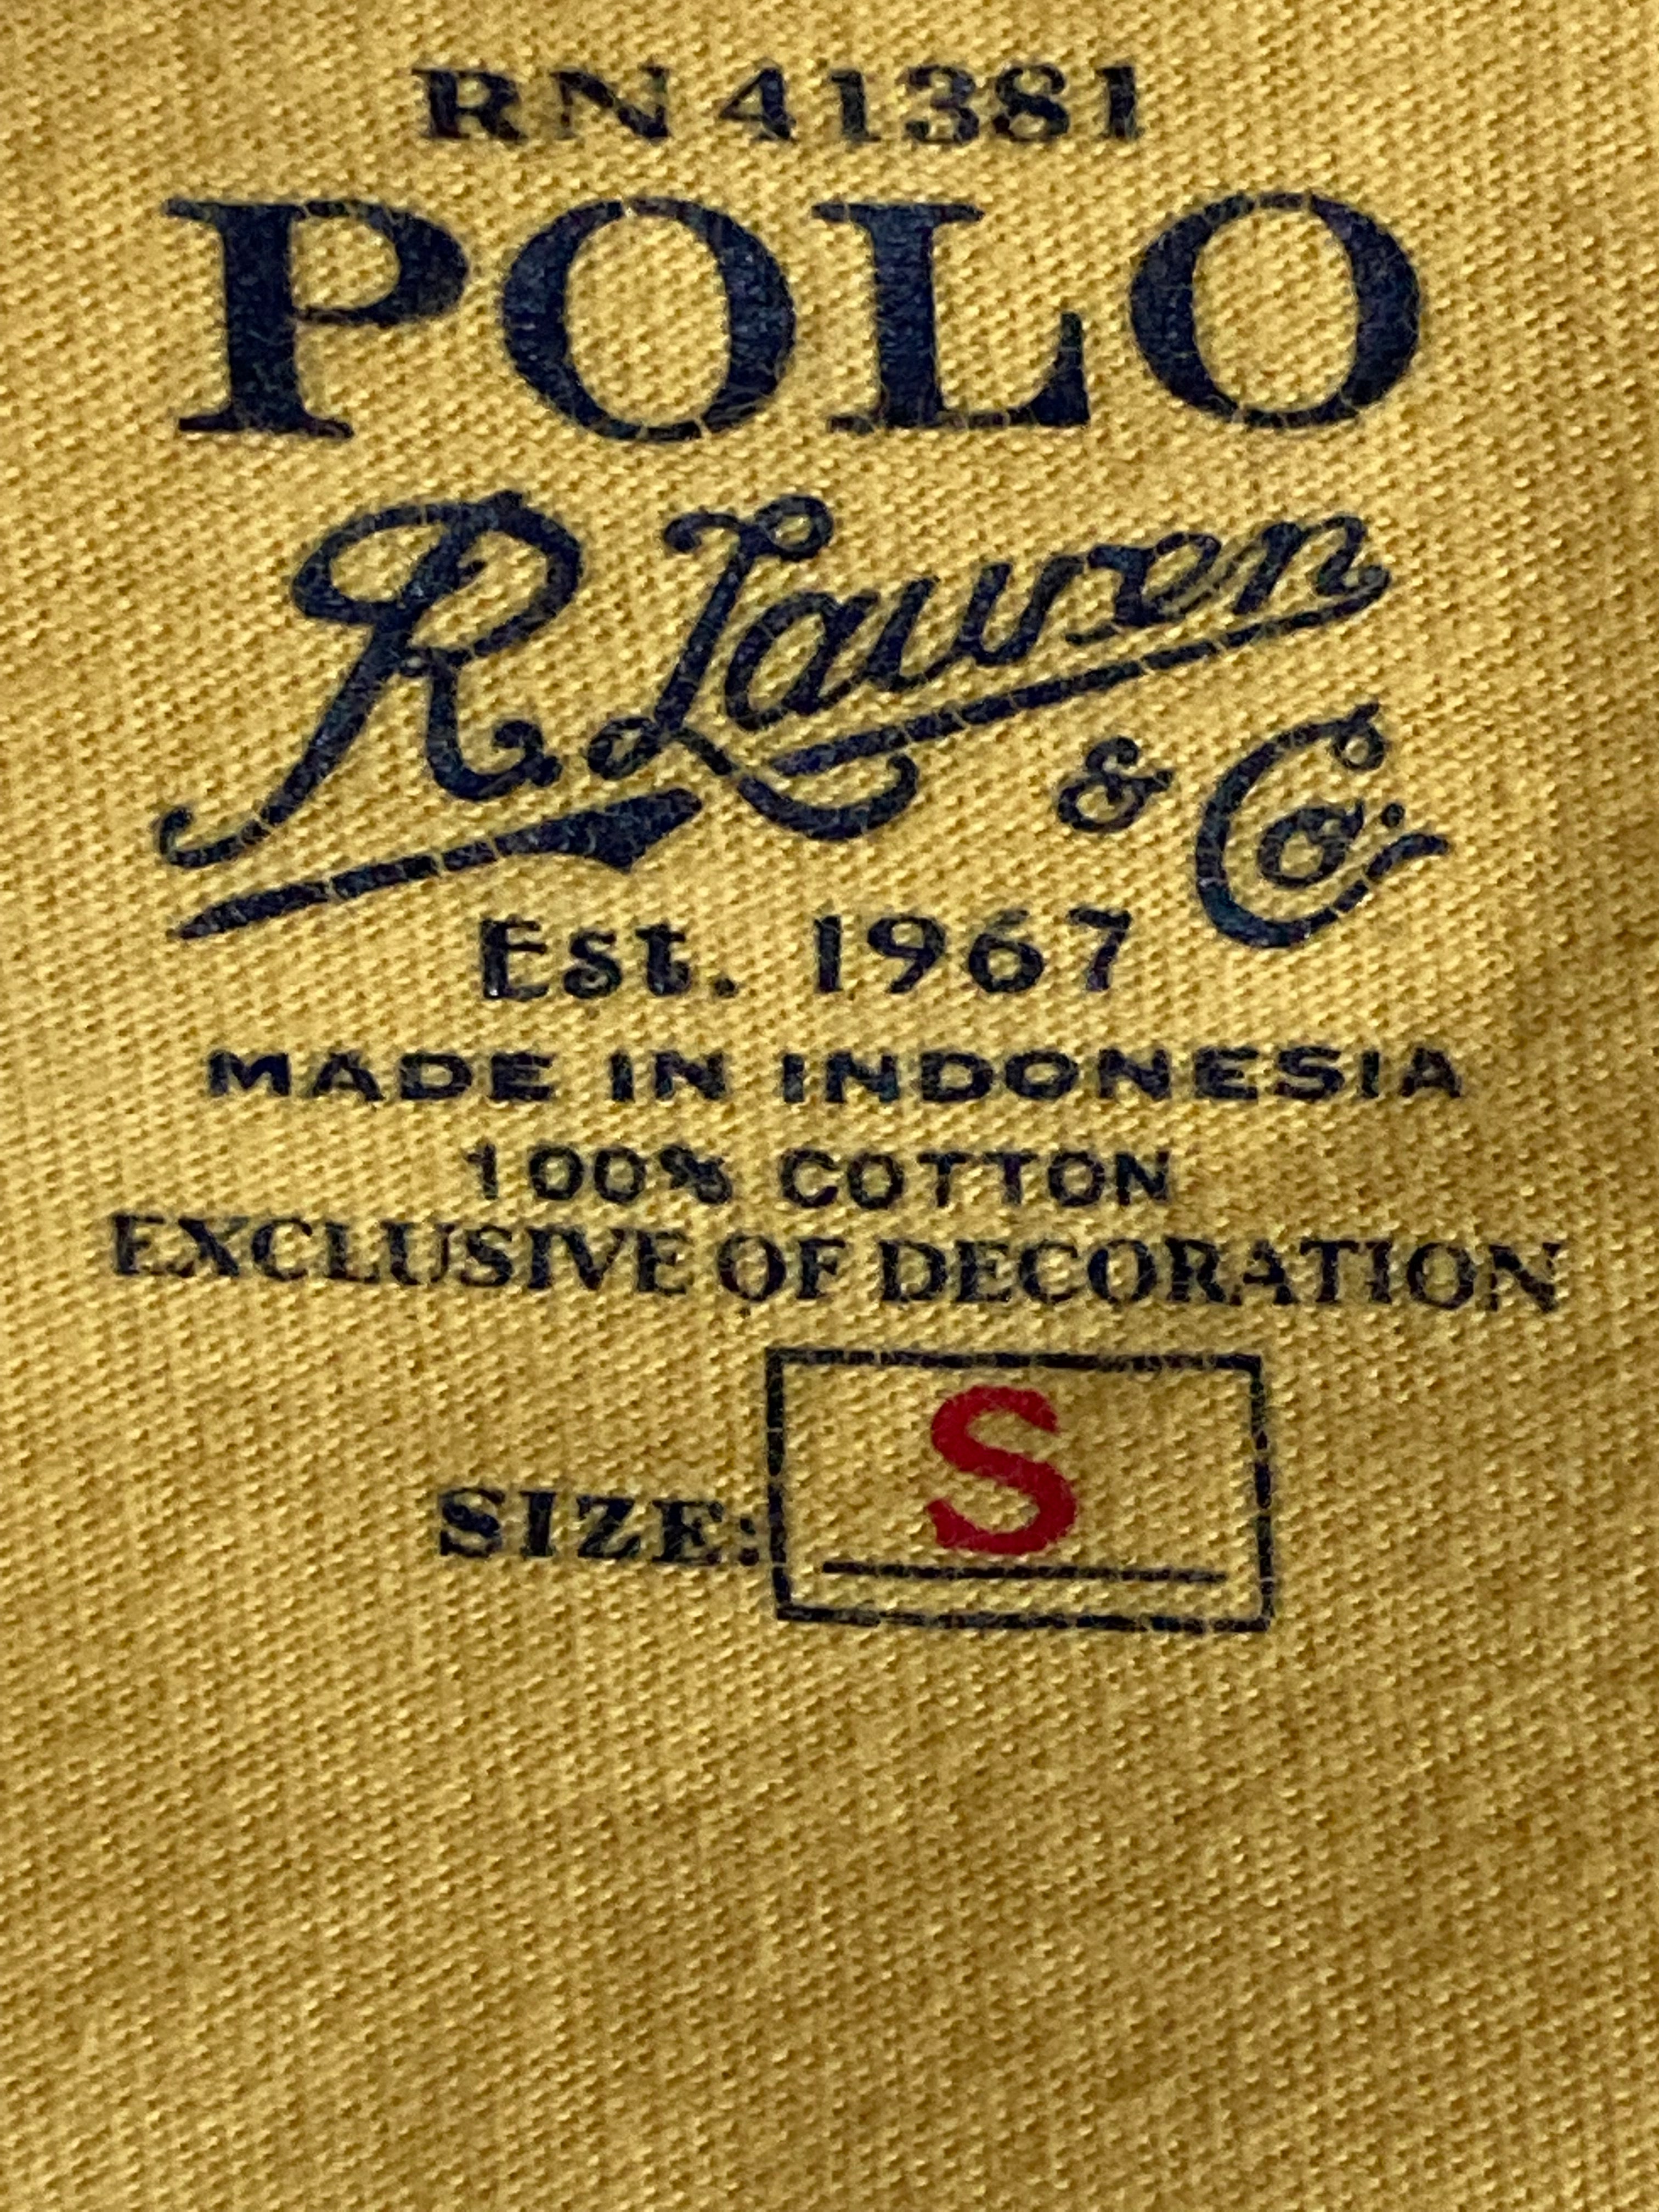 RN 41381
POLO
R. Lauren
& Co.
Est. 1967
MADE IN INDONESIA
100% COTTON
EXCLUSIVE OF DECORATION
SIZE: S